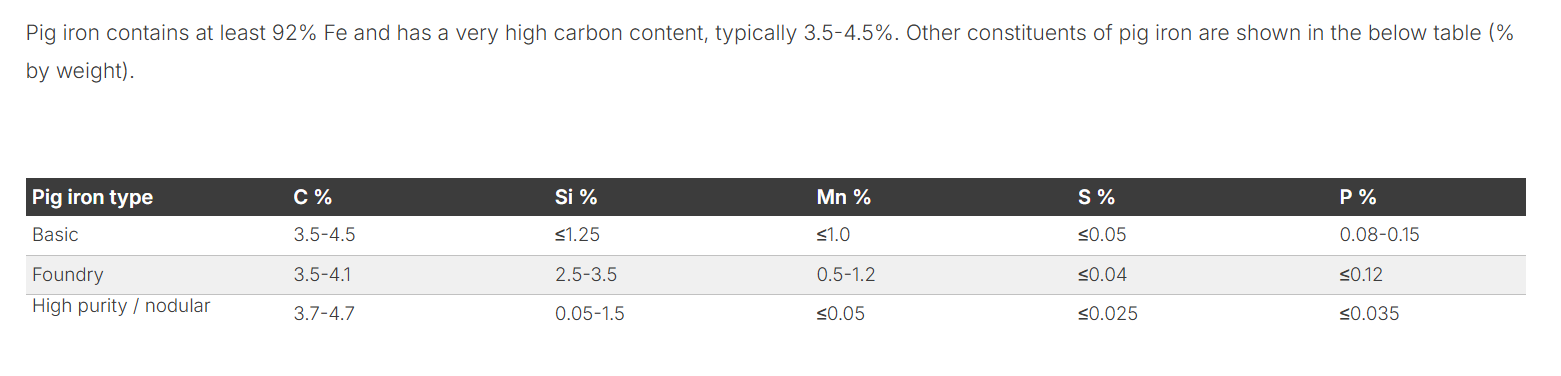 Pig iron contains at least 92% Fe and has a very high carbon content, typically 3.5-4.5%. Other constituents of pig iron are shown in the below table (%
by weight).
Pig iron type C % Si % Mn % S % P %
Basic 3.5-4.5 ≤1.25 ≤1.0 ≤0.05 0.08-0.15
Foundry 3.5-4.1 2.5-3.5 0.5-1.2 ≤0.04 ≤0.12
High purity / nodular 3.7-4.7 0.05-1.5 ≤0.05 ≤0.025 ≤0.035